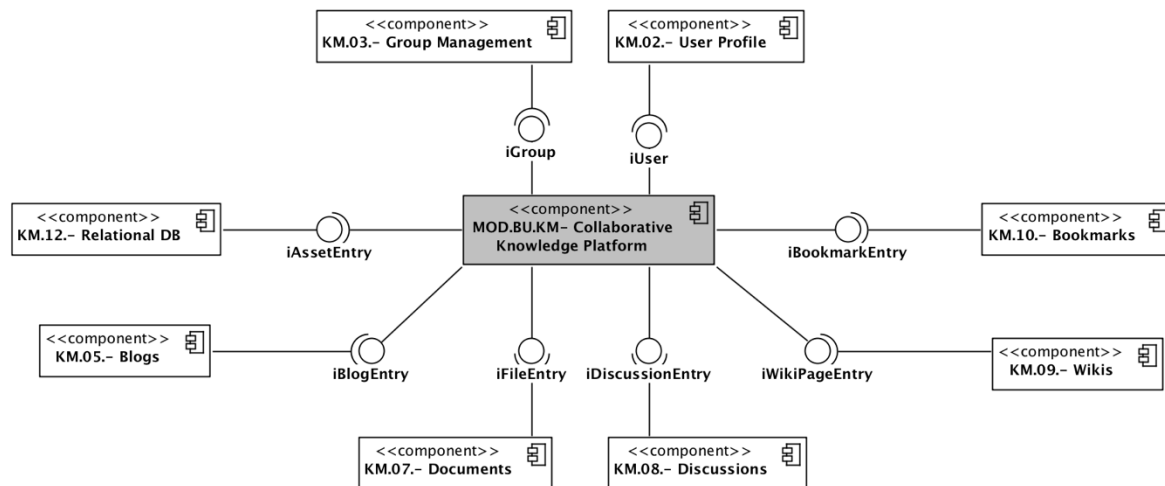 <<component>>
KM.03.- Group Management
<<component>>
KM.02.- User Profile
iGroup
iUser
<<component>>
KM.12.- Relational DB
iAssetEntry
<<component>>
MOD.BU.KM- Collaborative
Knowledge Platform
iBookmarkEntry
<<component>>
KM.10.- Bookmarks
<<component>>
KM.05.- Blogs
iBlogEntry
iFileEntry
iDiscussionEntry
iWikiPageEntry
<<component>>
KM.09.- Wikis
<<component>>
KM.07.- Documents
<<component>>
KM.08.- Discussions